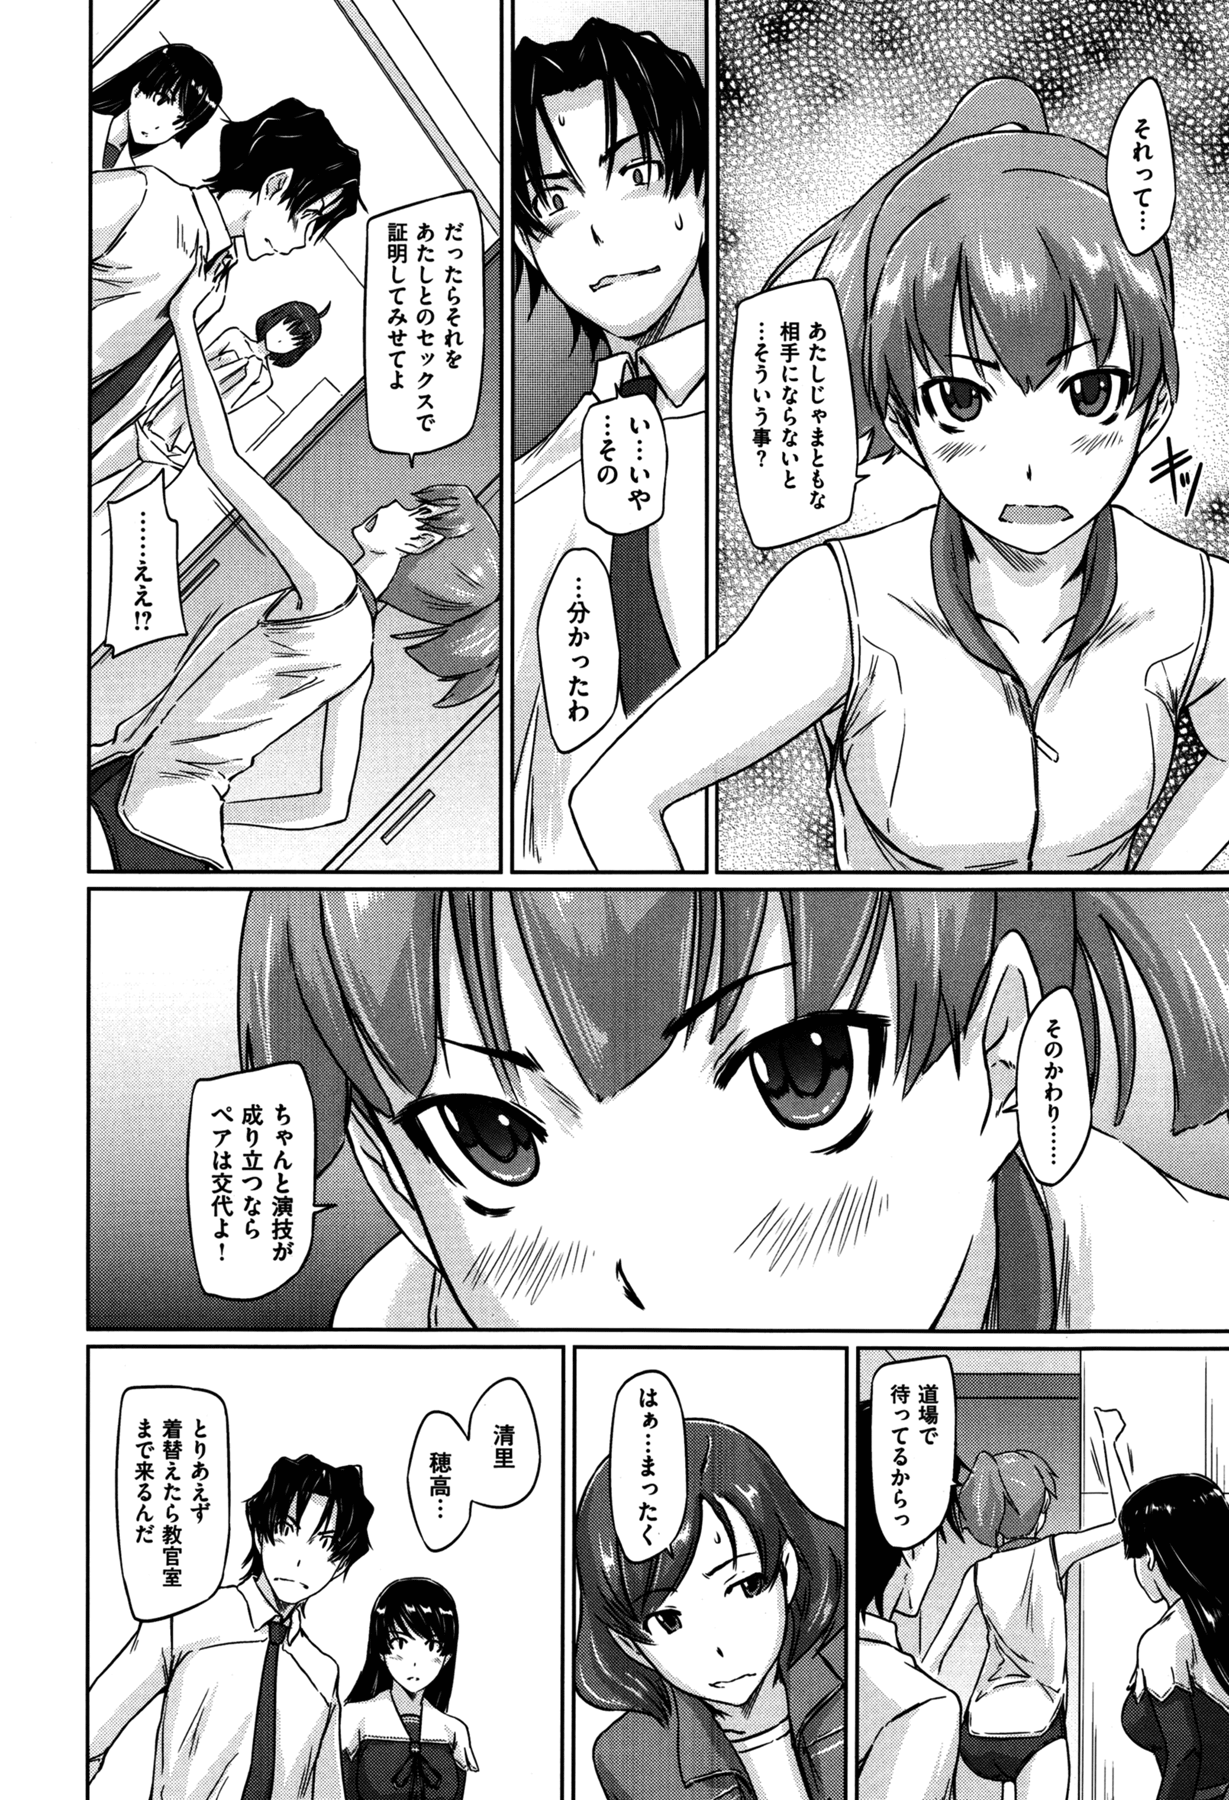 それって…
あたしじゃまともな
相手にならないと
…そういう事？
キッ
い…いや
…その
…分かったわ
だったらそれを
あたしとのセックスで
証明してみせてよ
………ええ!?
そのかわり……
ちゃんと演技が
成り立つなら
ペアは交代よ！
道場で
待ってるからっ
はぁ…まったく
清里
穂高…
とりあえず
着替えたら教官室
まで来るんだ